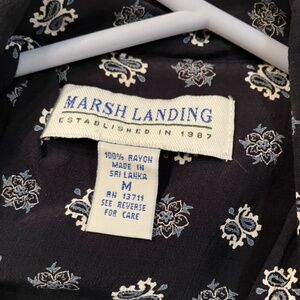 MARSH LANDING
ESTABLISHED IN 1987
100% RAYON
MADE IN
SRI LANKA
M
RN 13711
SEE REVERSE
FOR CARE